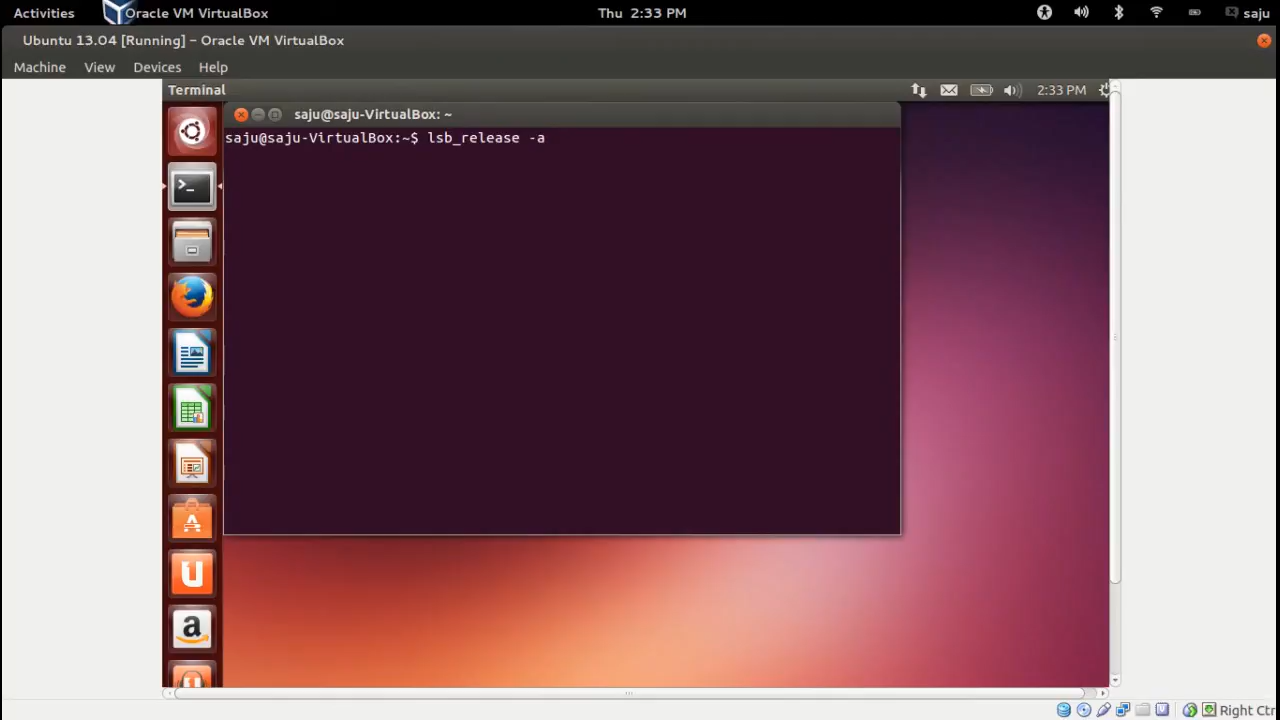 Activities Oracle VM VirtualBox Thu 2:33 PM saju
Ubuntu 13.04 [Running] – Oracle VM VirtualBox
Machine View Devices Help
Terminal 2:33 PM
saju@saju-VirtualBox: ~
saju@saju-VirtualBox:~$ lsb_release -a
Right Ctr